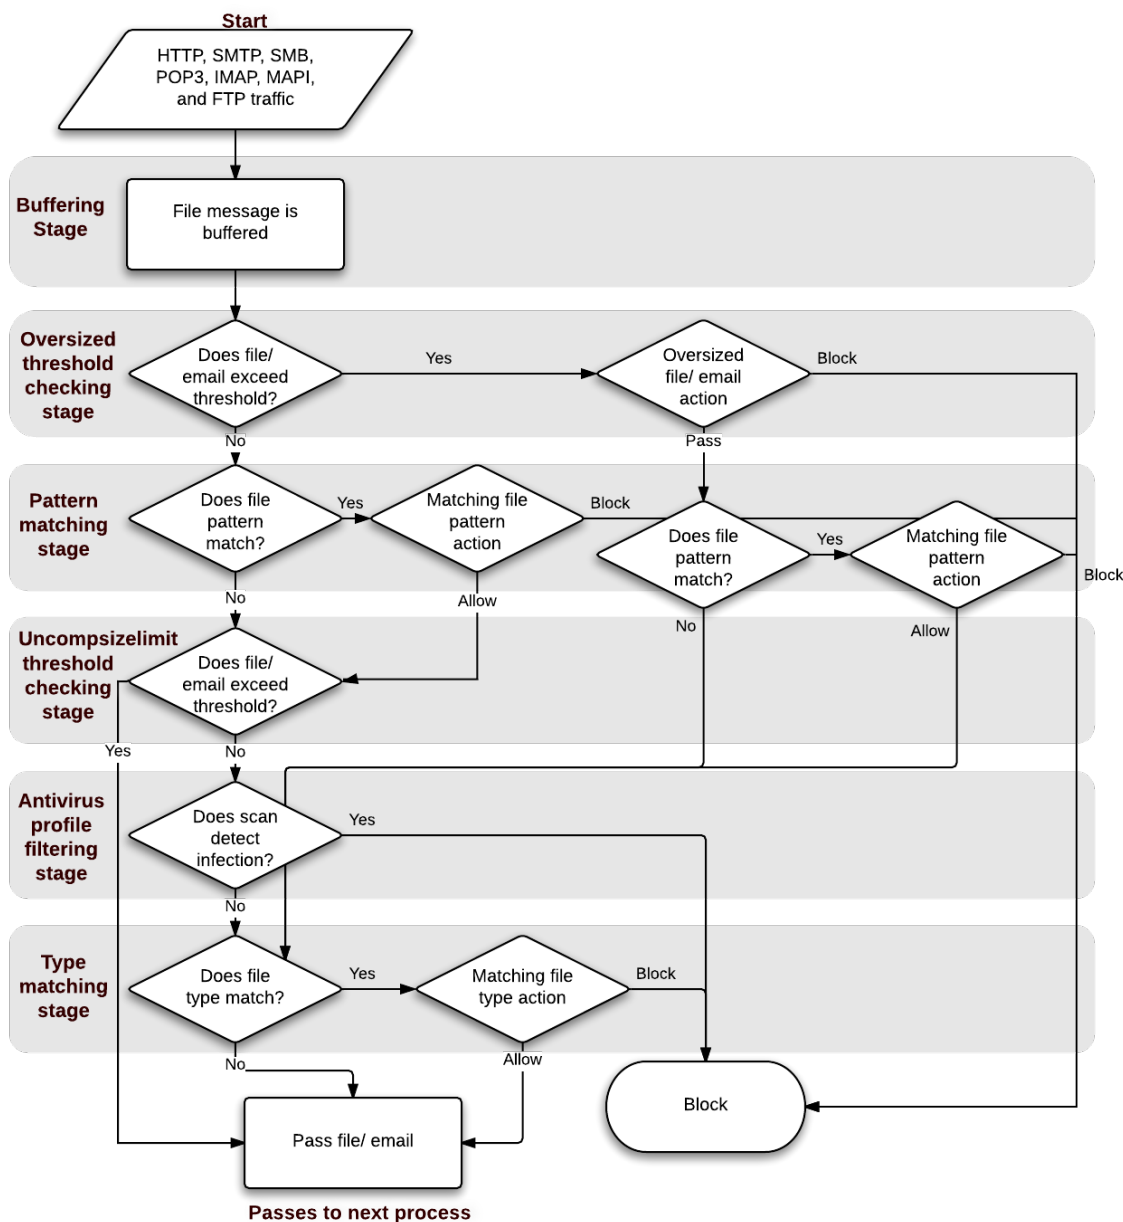 Start
HTTP, SMTP, SMB,
POP3, IMAP, MAPI,
and FTP traffic
Buffering
Stage
File message is
buffered
Oversized
threshold
checking
stage
Does file/
email exceed
threshold?
Yes
Oversized
file/ email
action
Block
No
Pass
Pattern
matching
stage
Does file
pattern
match?
Yes
Matching file
pattern
action
Block
Does file
pattern
match?
Yes
Matching file
pattern
action
Block
No
Allow
No
Allow
Uncompsizelimit
threshold
checking
stage
Does file/
email exceed
threshold?
Yes
No
Antivirus
profile
filtering
stage
Does scan
detect
infection?
Yes
No
Type
matching
stage
Does file
type match?
Yes
Matching file
type action
Block
No
Allow
Pass file/ email
Block
Passes to next process